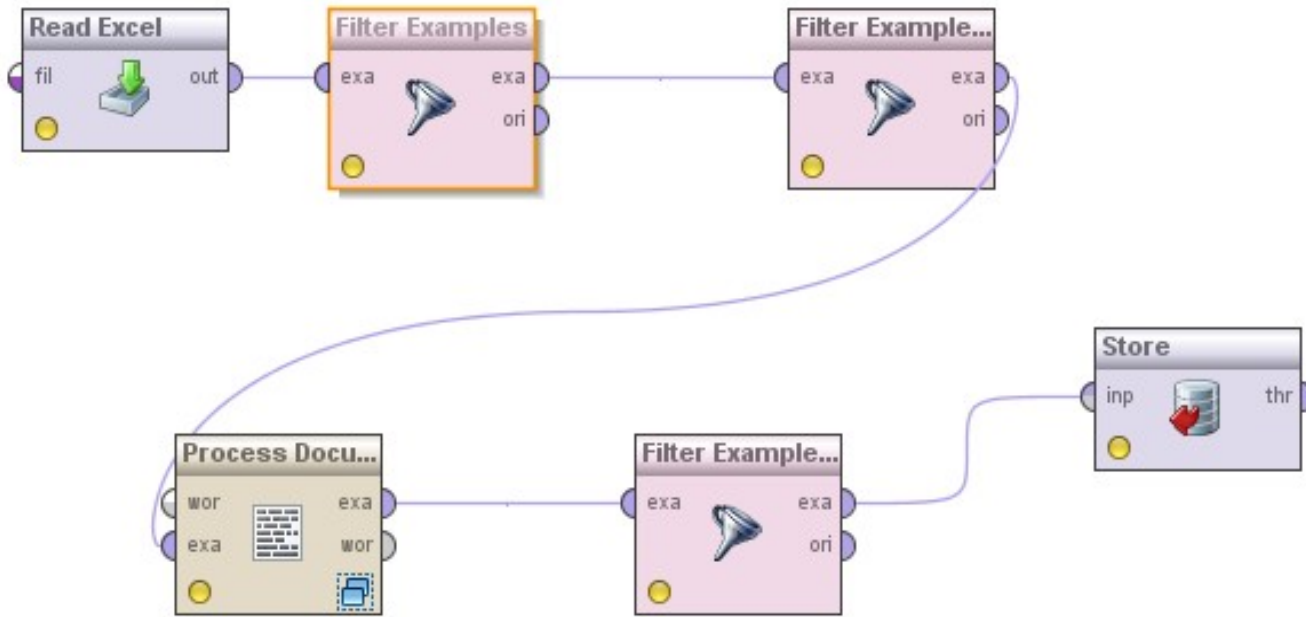 Read Excel
fil out
Filter Examples
exa exa
ori
Filter Example...
exa exa
ori
Store
inp thr
Process Docu...
wor exa
exa wor
Filter Example...
exa exa
ori